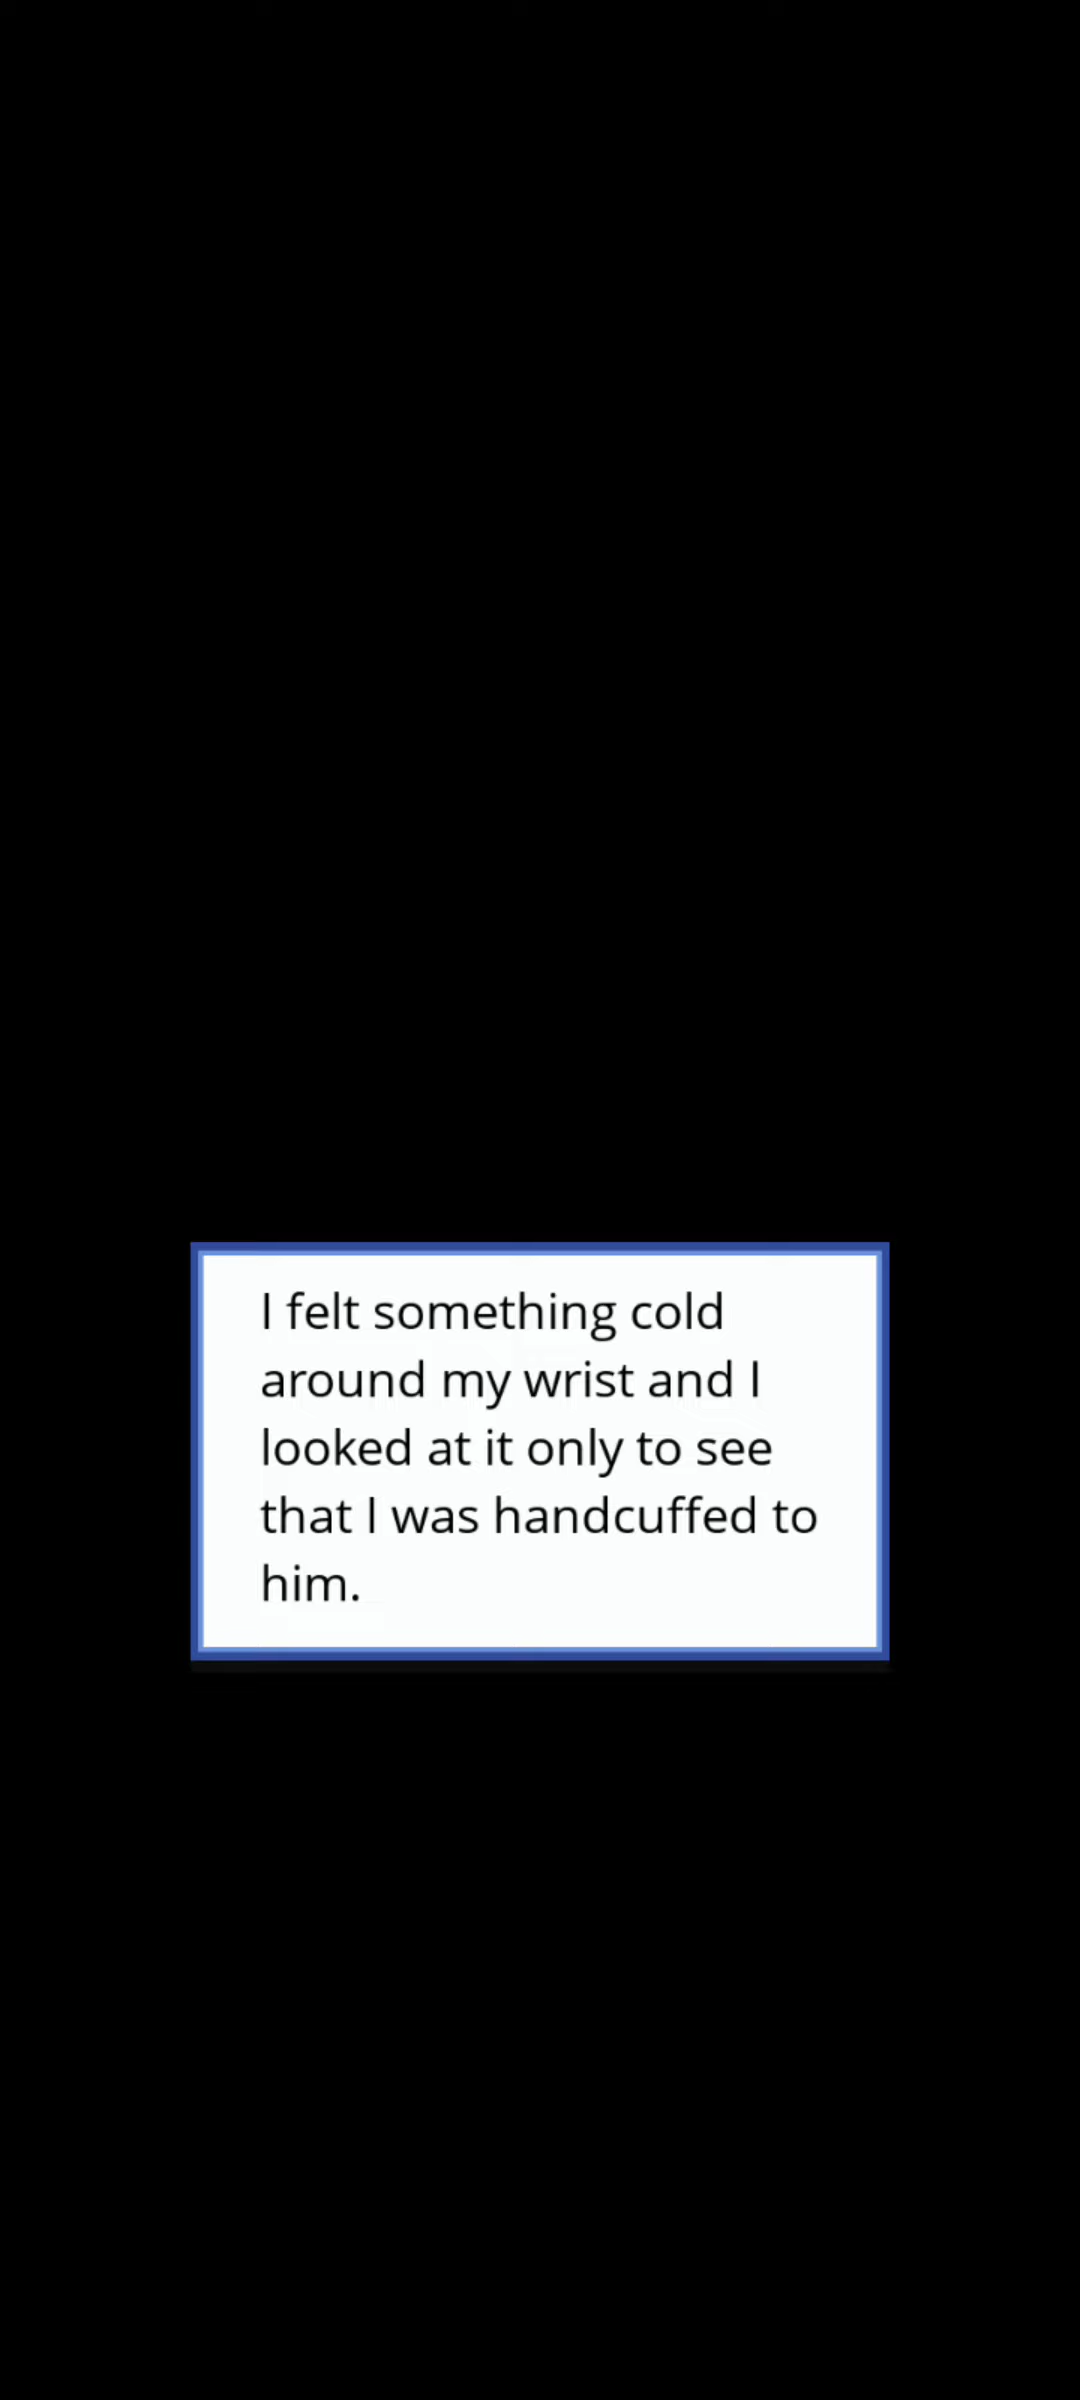 I felt something cold
around my wrist and I
looked at it only to see
that I was handcuffed to
him.